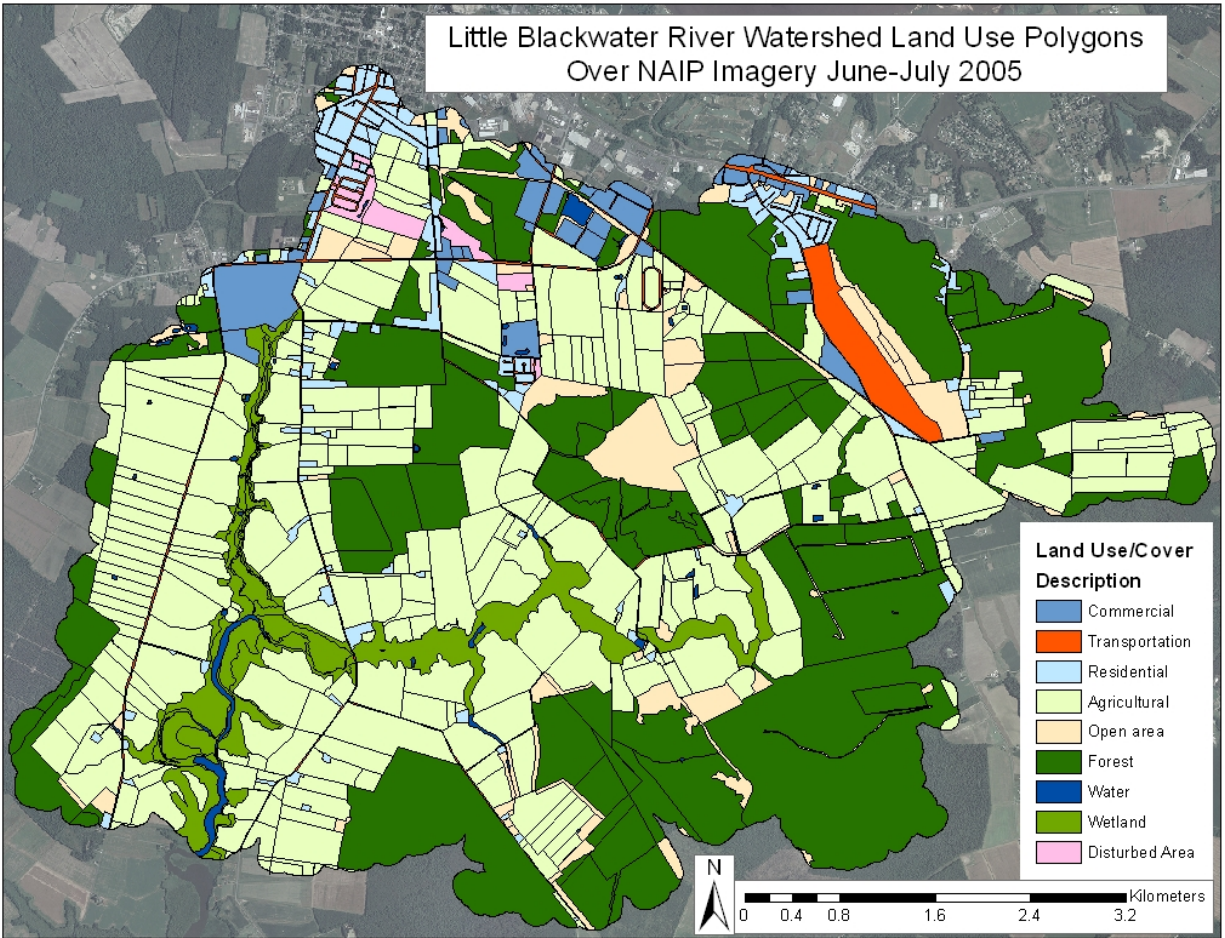 Little Blackwater River Watershed Land Use Polygons
Over NAIP Imagery June-July 2005
Land Use/Cover
Description
Commercial
Transportation
Residential
Agricultural
Open area
Forest
Water
Wetland
Disturbed Area
N
Kilometers
0 0.4 0.8 1.6 2.4 3.2